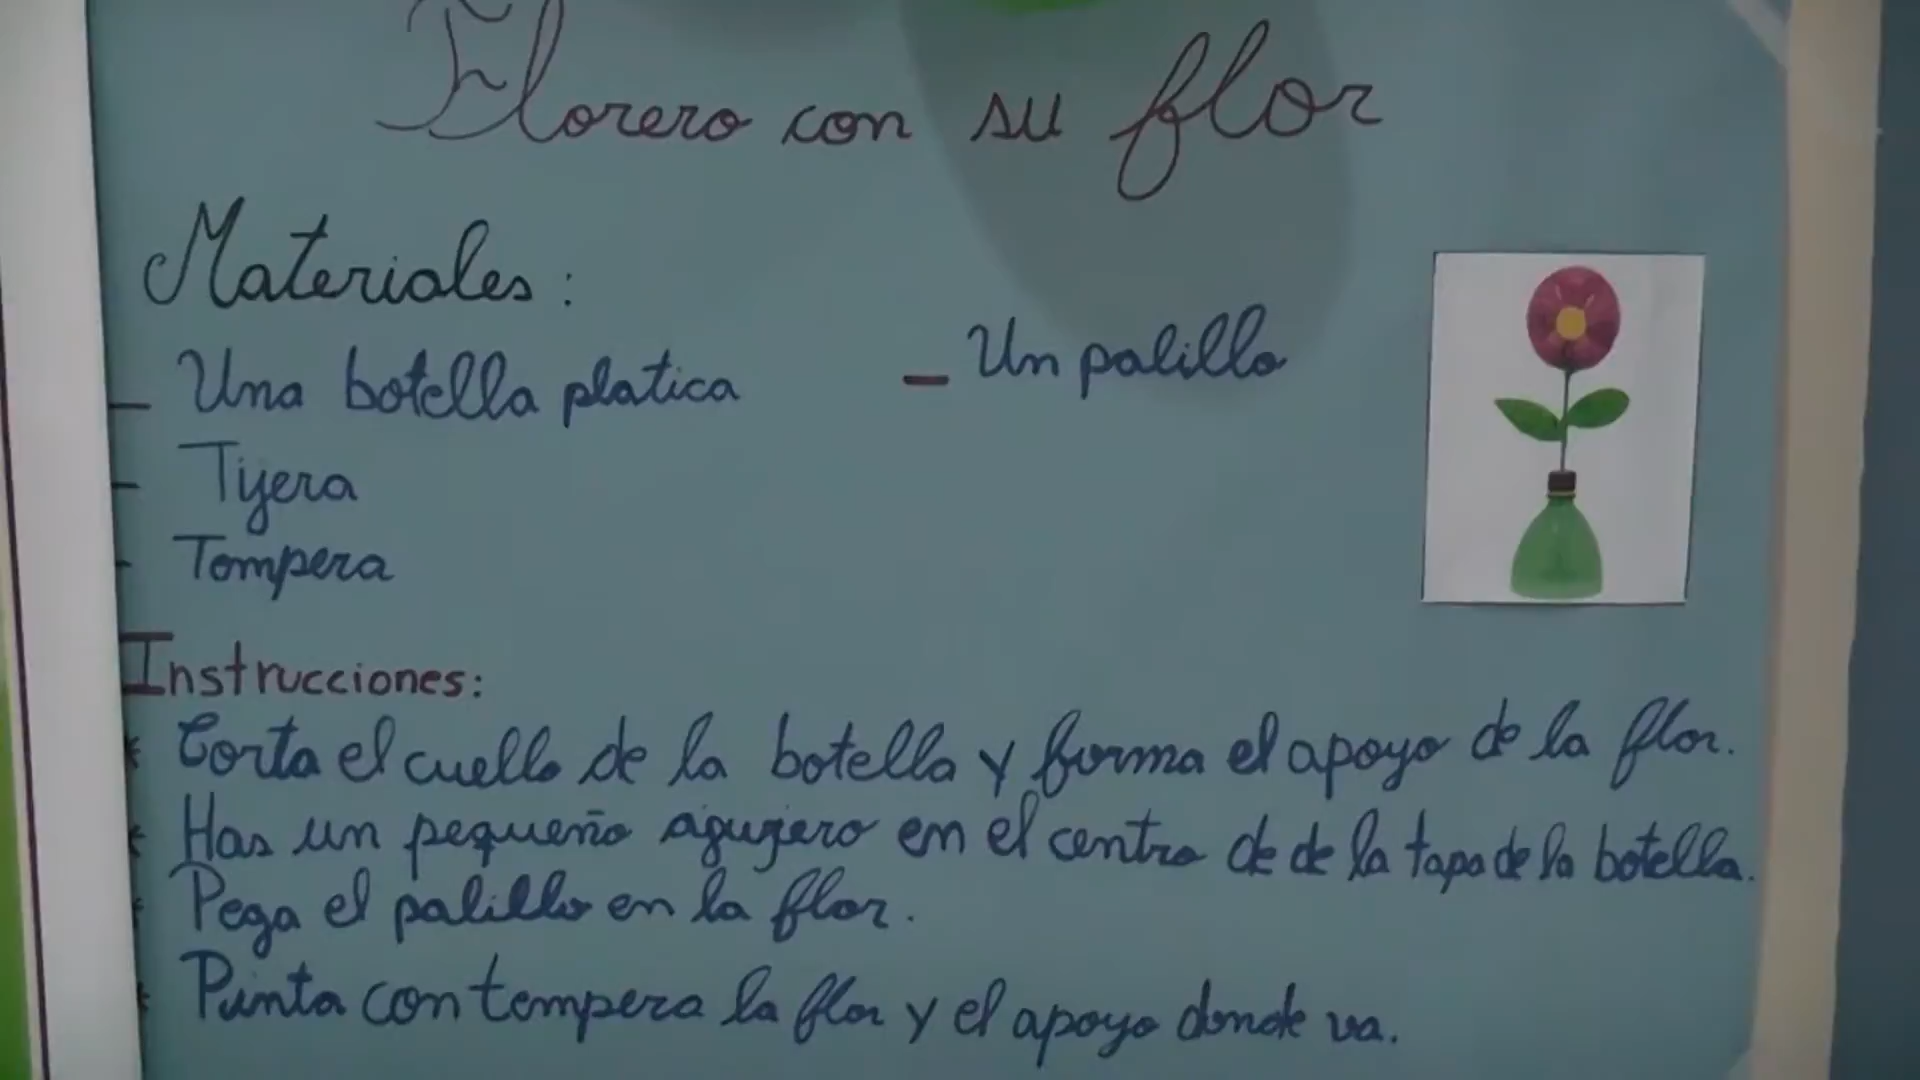 Florero con su flor
Materiales:
- Una botella platica
- Un palillo
- Tijera
- Tempera
Instrucciones:
* Corta el cuello de la botella y forma el apoyo de la flor.
* Has un pequeño agujero en el centro de de la tapa de la botella.
* Pega el palillo en la flor.
* Pinta con tempera la flor y el apoyo donde va.